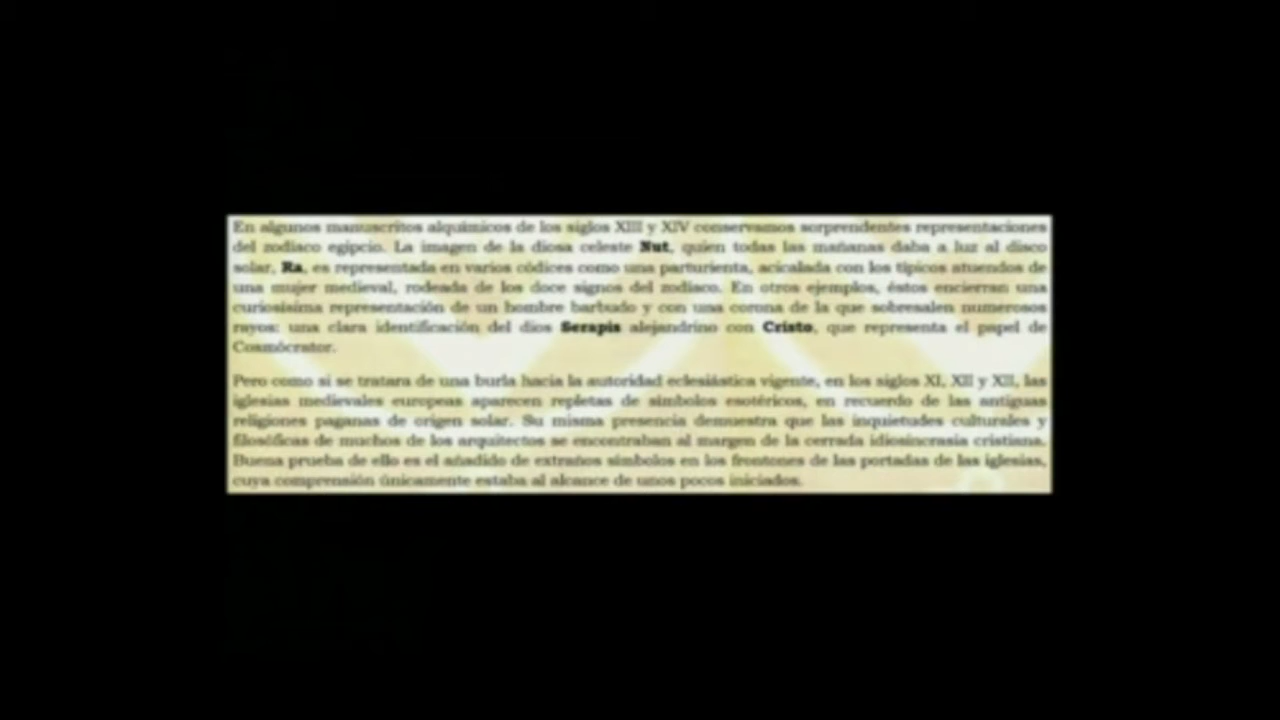 En algunos manuscritos alquímicos de los siglos XIII y XIV conservamos sorprendentes representaciones
del zodiaco egipcio. La imagen de la diosa celeste Nut, quien todas las mañanas daba a luz al disco
solar, Ra, es representada en varios códices como una parturienta, acicalada con los típicos atuendos de
una mujer medieval, rodeada de los doce signos del zodiaco. En otros ejemplos, éstos encierran una
curiosísima representación de un hombre barbudo y con una corona de la que sobresalen numerosos
rayos: una clara identificación del dios Serapis alejandrino con Cristo, que representa el papel de
Cosmócrator.
Pero como si se tratara de una burla hacia la autoridad eclesiástica vigente, en los siglos XI, XII y XII, las
iglesias medievales europeas aparecen repletas de símbolos esotéricos, en recuerdo de las antiguas
religiones paganas de origen solar. Su misma presencia demuestra que las inquietudes culturales y
filosóficas de muchos de los arquitectos se encontraban al margen de la cerrada idiosincrasia cristiana.
Buena prueba de ello es el añadido de extraños símbolos en los frontones de las portadas de las iglesias,
cuya comprensión únicamente estaba al alcance de unos pocos iniciados.